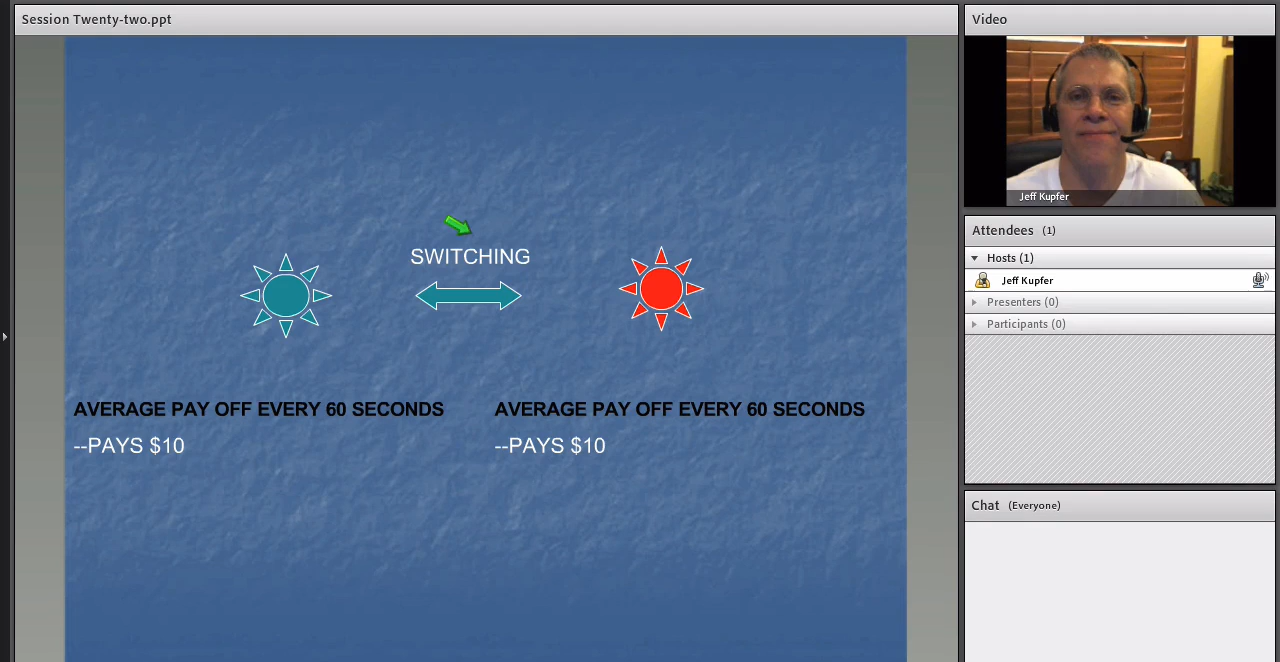 Session Twenty-two.ppt
SWITCHING
AVERAGE PAY OFF EVERY 60 SECONDS
--PAYS $10
AVERAGE PAY OFF EVERY 60 SECONDS
--PAYS $10
Video
Jeff Kupfer
Attendees (1)
Hosts (1)
Jeff Kupfer
Presenters (0)
Participants (0)
Chat (Everyone)